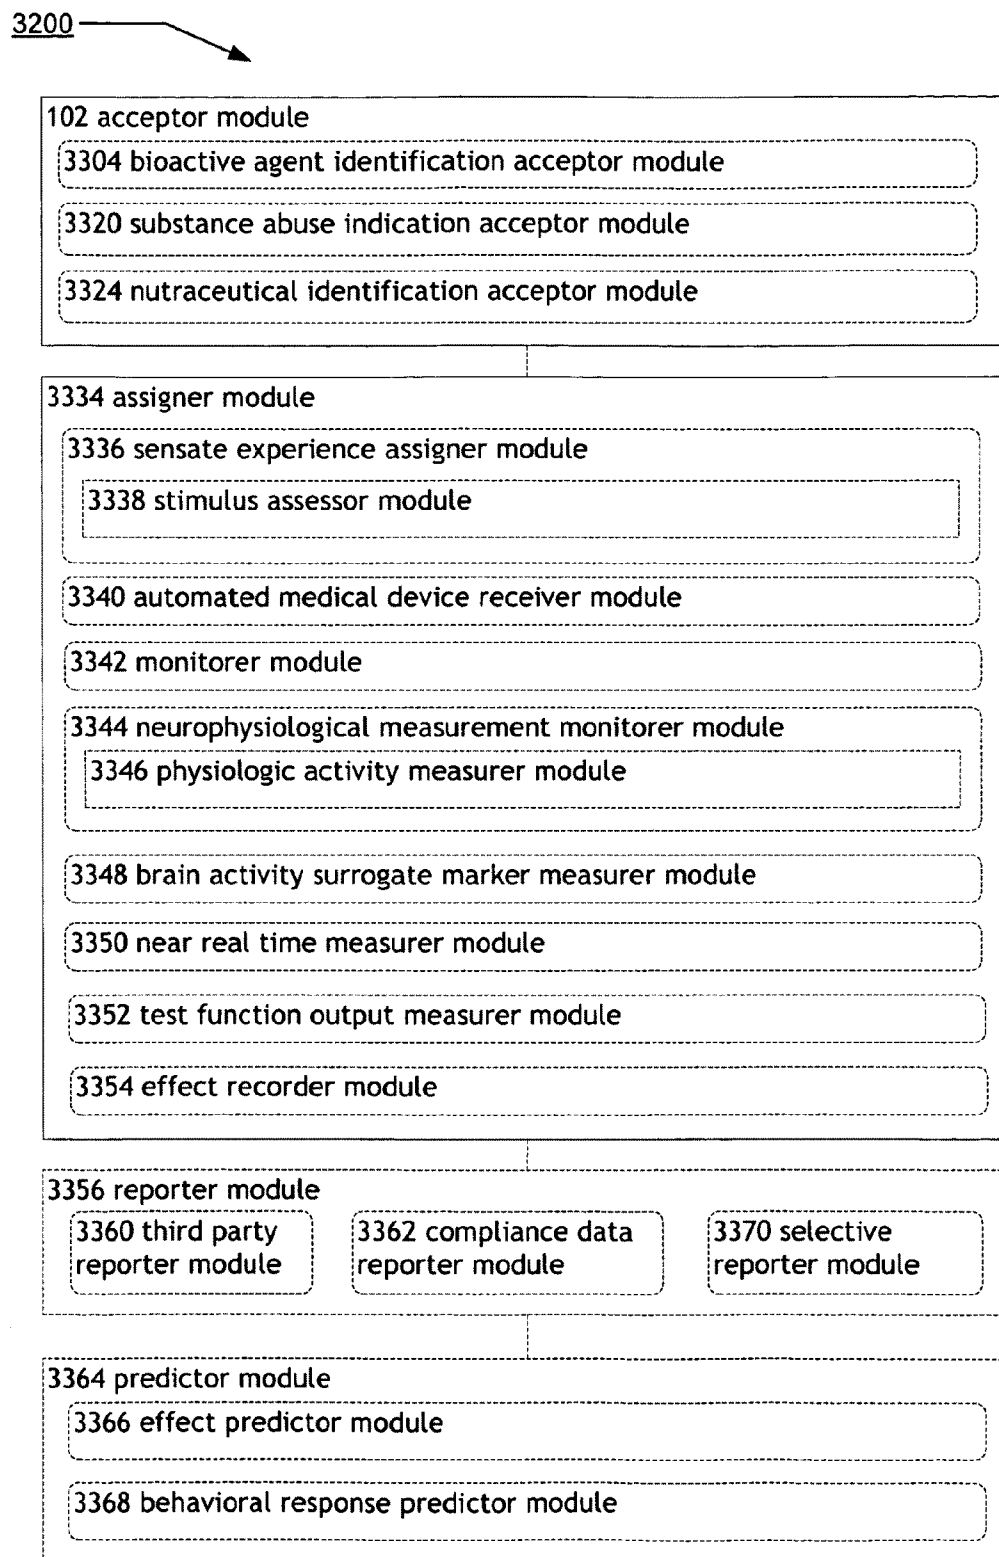 3200
102 acceptor module
3304 bioactive agent identification acceptor module
3320 substance abuse indication acceptor module
3324 nutraceutical identification acceptor module
3334 assigner module
3336 sensate experience assigner module
3338 stimulus assessor module
3340 automated medical device receiver module
3342 monitorer module
3344 neurophysiological measurement monitorer module
3346 physiologic activity measurer module
3348 brain activity surrogate marker measurer module
3350 near real time measurer module
3352 test function output measurer module
3354 effect recorder module
3356 reporter module
3360 third party
reporter module
3362 compliance data
reporter module
3370 selective
reporter module
3364 predictor module
3366 effect predictor module
3368 behavioral response predictor module